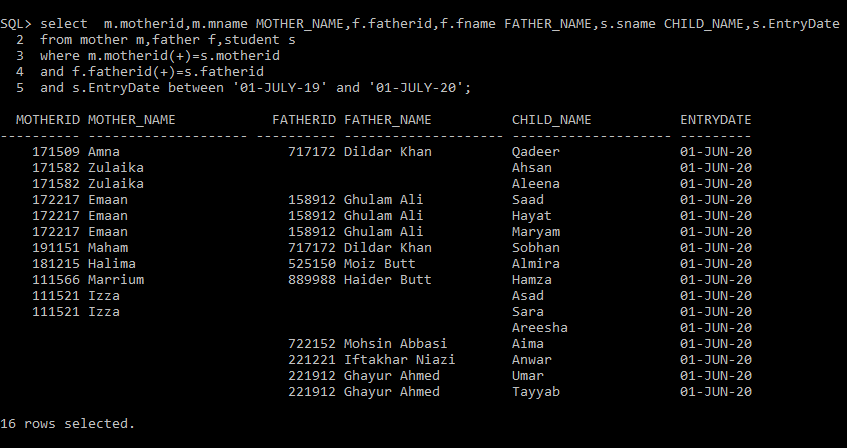 SQL> select  m.motherid,m.mname MOTHER_NAME,f.fatherid,f.fname FATHER_NAME,s.sname CHILD_NAME,s.EntryDate
  2  from mother m,father f,student s
  3  where m.motherid(+)=s.motherid
  4  and f.fatherid(+)=s.fatherid
  5  and s.EntryDate between '01-JULY-19' and '01-JULY-20';

  MOTHERID MOTHER_NAME            FATHERID FATHER_NAME          CHILD_NAME           ENTRYDATE
---------- -------------------- ---------- -------------------- -------------------- ---------
    171509 Amna                     717172 Dildar Khan          Qadeer               01-JUN-20
    171582 Zulaika                                              Ahsan                01-JUN-20
    171582 Zulaika                                              Aleena               01-JUN-20
    172217 Emaan                    158912 Ghulam Ali           Saad                 01-JUN-20
    172217 Emaan                    158912 Ghulam Ali           Hayat                01-JUN-20
    172217 Emaan                    158912 Ghulam Ali           Maryam               01-JUN-20
    191151 Maham                    717172 Dildar Khan          Sobhan               01-JUN-20
    181215 Halima                   525150 Moiz Butt            Almira               01-JUN-20
    111566 Marrium                  889988 Haider Butt          Hamza                01-JUN-20
    111521 Izza                                                 Asad                 01-JUN-20
    111521 Izza                                                 Sara                 01-JUN-20
                                                                Areesha              01-JUN-20
                                    722152 Mohsin Abbasi        Aima                 01-JUN-20
                                    221221 Iftakhar Niazi       Anwar                01-JUN-20
                                    221912 Ghayur Ahmed         Umar                 01-JUN-20
                                    221912 Ghayur Ahmed         Tayyab               01-JUN-20

16 rows selected.